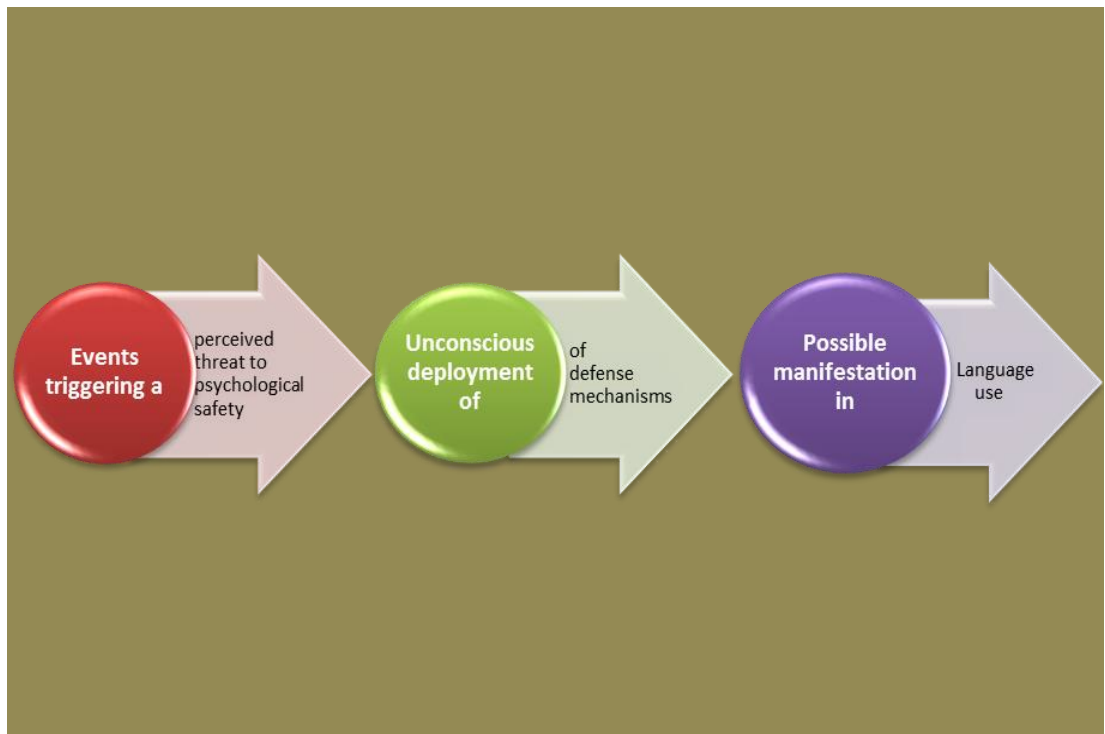 Events
triggering a
perceived
threat to
psychological
safety
Unconscious
deployment
of
of
defense
mechanisms
Possible
manifestation
in
Language
use